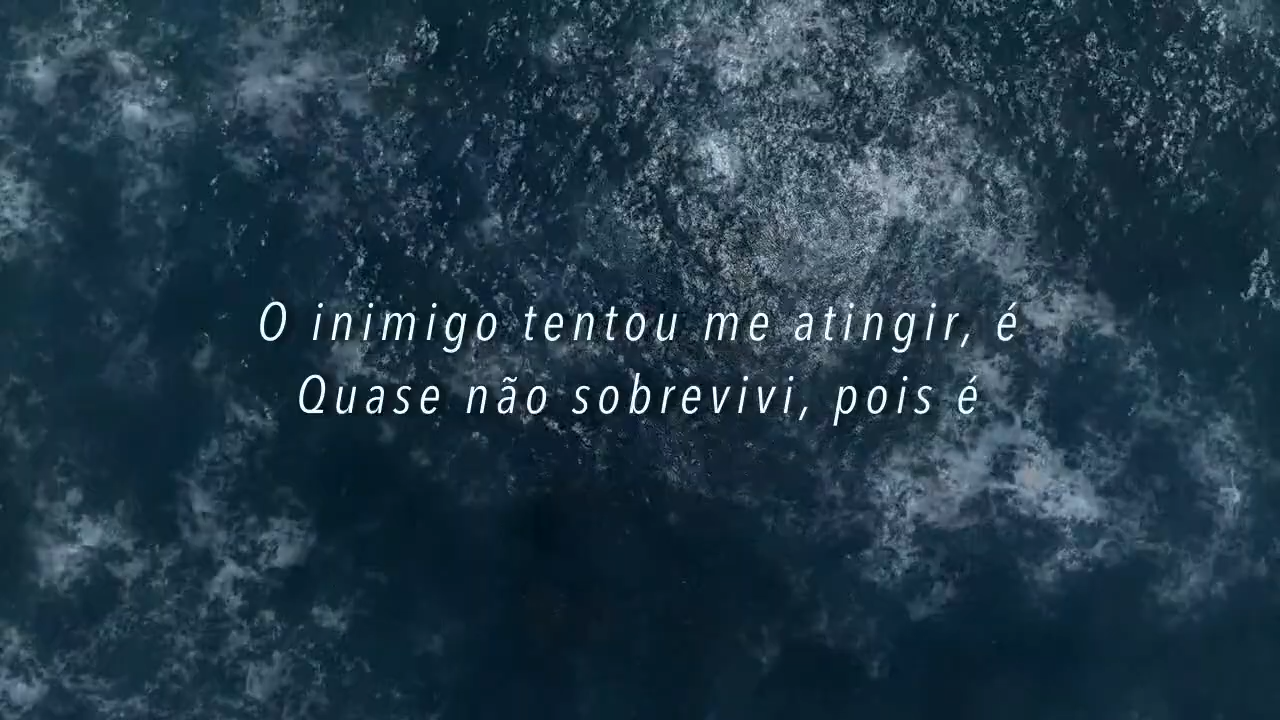 O inimigo tentou me atingir, é
Quase não sobrevivi, pois é